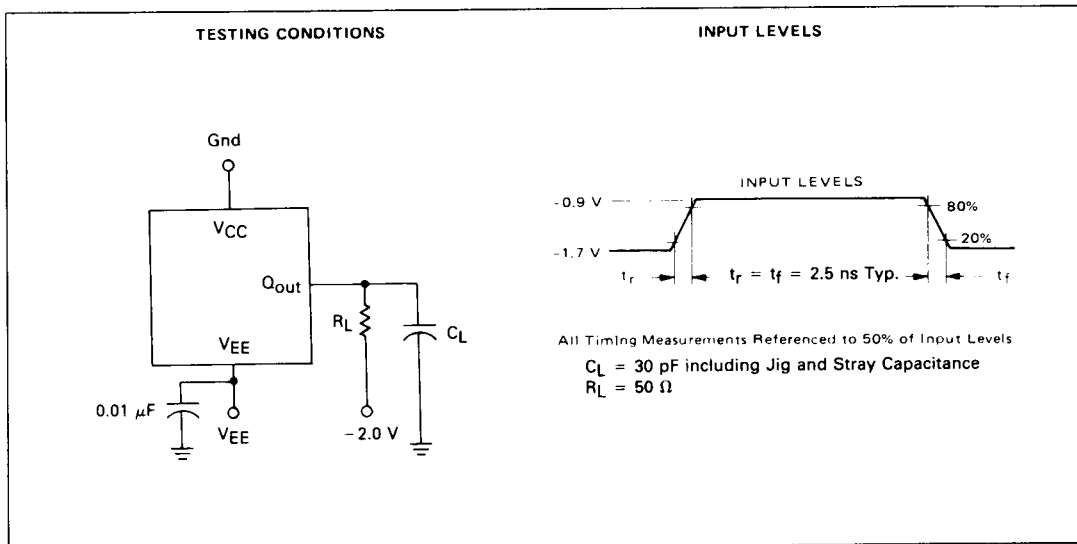 TESTING CONDITIONS
INPUT LEVELS
Gnd
VCC
Qout
RL
CL
VEE
0.01 μF
VEE
−2.0 V
INPUT LEVELS
-0.9 V
80%
-1.7 V
20%
tr
tr = tf = 2.5 ns Typ.
tf
All Timing Measurements Referenced to 50% of Input Levels
CL = 30 pF including Jig and Stray Capacitance
RL = 50 Ω